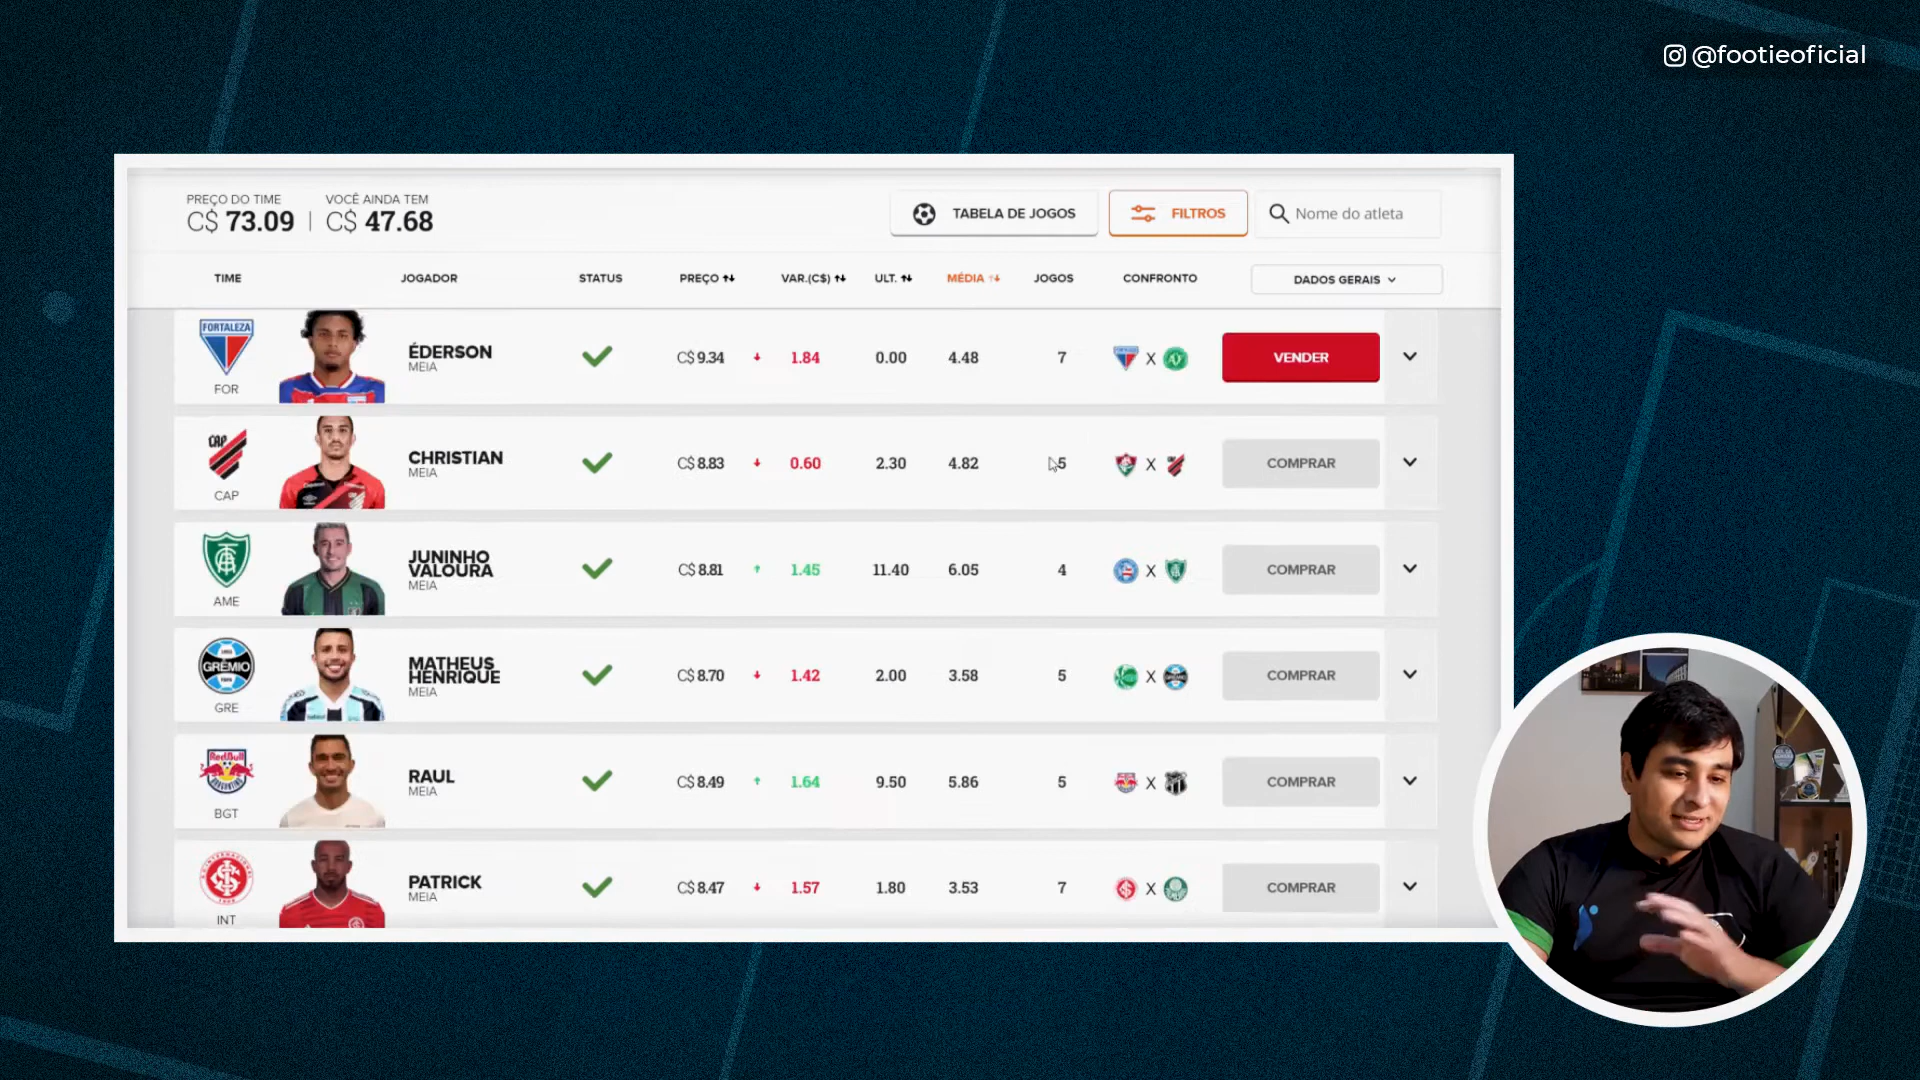 @footieoficial
PREÇO DO TIME
VOCÊ AINDA TEM
C$ 73.09 | C$ 47.68
TABELA DE JOGOS
FILTROS
Nome do atleta
TIME JOGADOR STATUS PREÇO VAR.(C$) ULT. MÉDIA JOGOS CONFRONTO DADOS GERAIS
FORTALEZA
FOR
ÉDERSON
MEIA
C$ 9.34 1.84 0.00 4.48 7 X VENDER
CAP
CAP
CHRISTIAN
MEIA
C$ 8.83 0.60 2.30 4.82 5 X COMPRAR
AME
JUNINHO
VALOURA
MEIA
C$ 8.81 1.45 11.40 6.05 4 X COMPRAR
GRÊMIO
GRE
MATHEUS
HENRIQUE
MEIA
C$ 8.70 1.42 2.00 3.58 5 X COMPRAR
RedBull
BGT
RAUL
MEIA
C$ 8.49 1.64 9.50 5.86 5 X COMPRAR
INT
PATRICK
MEIA
C$ 8.47 1.57 1.80 3.53 7 X COMPRAR